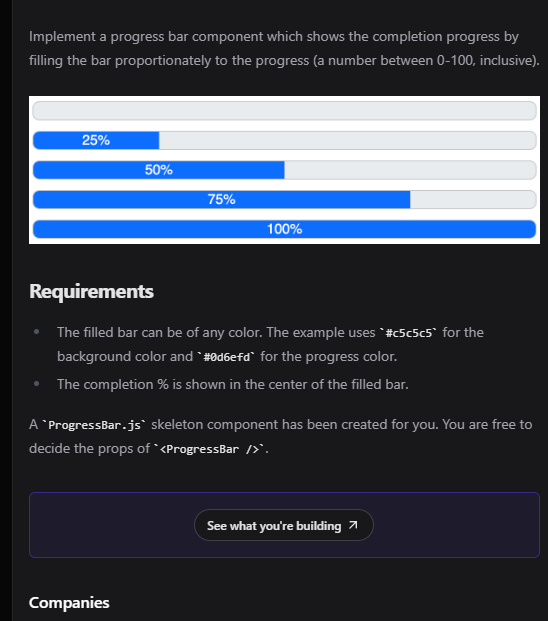 Implement a progress bar component which shows the completion progress by
filling the bar proportionately to the progress (a number between 0-100, inclusive).
25%
50%
75%
100%
Requirements
• The filled bar can be of any color. The example uses `#c5c5c5` for the
background color and `#0d6efd` for the progress color.
• The completion % is shown in the center of the filled bar.
A `ProgressBar.js` skeleton component has been created for you. You are free to
decide the props of `<ProgressBar />`.
See what you're building ↗
Companies